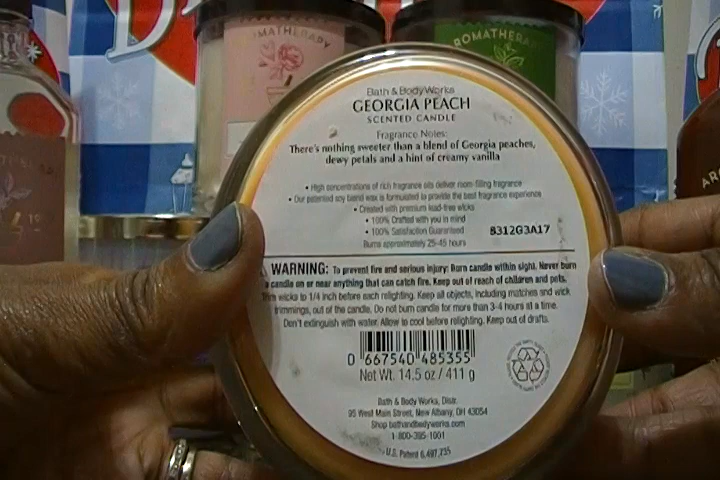 AROMATHERAPY
AROMATHERAPY
Bath & Body Works
GEORGIA PEACH
SCENTED CANDLE
Fragrance Notes:
There's nothing sweeter than a blend of Georgia peaches,
dewy petals and a hint of creamy vanilla
• High concentrations of rich fragrance oils deliver room-filling fragrance
• Our patented soy blend wax is formulated to provide the best fragrance experience
• Created with premium lead-free wicks
• 100% Crafted with you in mind
• 100% Satisfaction Guaranteed
8312G3A17
Burns approximately 25-45 hours
WARNING: To prevent fire and serious injury: Burn candle within sight. Never burn
a candle on or near anything that can catch fire. Keep out of reach of children and pets.
Trim wicks to 1/4 inch before each relighting. Keep all objects, including matches and wick
trimmings, out of the candle. Do not burn candle for more than 3-4 hours at a time.
Don't extinguish with water. Allow to cool before relighting. Keep out of drafts.
0 667540 485355
Net Wt. 14.5 oz / 411 g
Bath & Body Works, Distr.
95 West Main Street, New Albany, OH 43054
Shop bathandbodyworks.com
1-800-395-1001
U.S. Patent 6,497,735